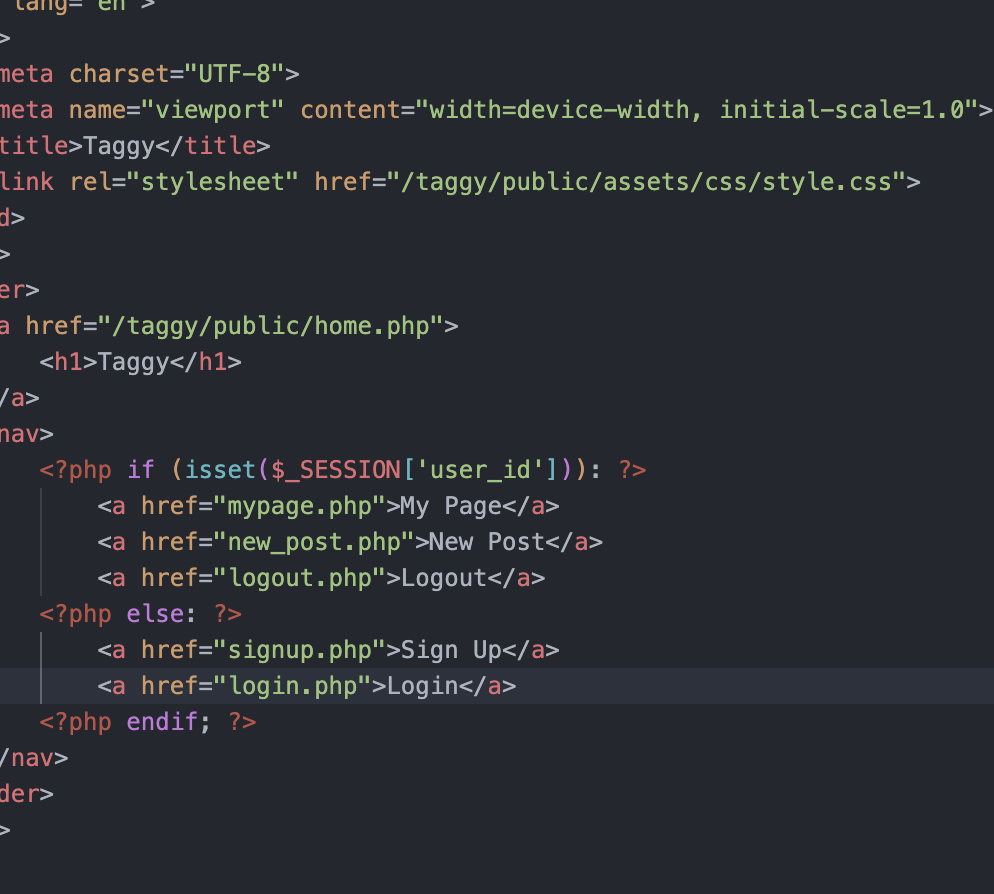 lang="en">
>
meta charset="UTF-8">
meta name="viewport" content="width=device-width, initial-scale=1.0">
title>Taggy</title>
link rel="stylesheet" href="/taggy/public/assets/css/style.css">
d>
>
er>
a href="/taggy/public/home.php">
<h1>Taggy</h1>
/a>
nav>
<?php if (isset($_SESSION['user_id'])): ?>
<a href="mypage.php">My Page</a>
<a href="new_post.php">New Post</a>
<a href="logout.php">Logout</a>
<?php else: ?>
<a href="signup.php">Sign Up</a>
<a href="login.php">Login</a>
<?php endif; ?>
/nav>
der>
>